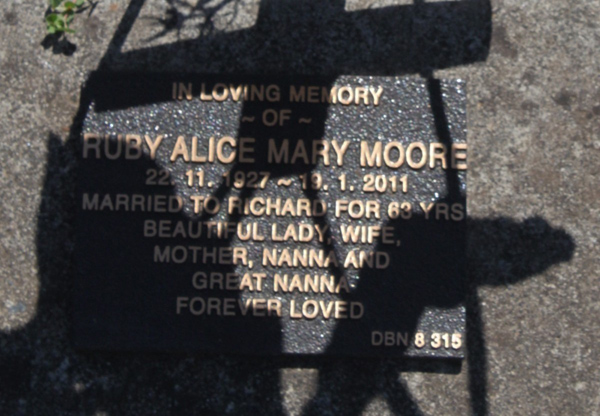 IN LOVING MEMORY
~ OF ~
RUBY ALICE MARY MOORE
22. 11. 1927 ~ 19. 1. 2011
MARRIED TO RICHARD FOR 63 YRS
BEAUTIFUL LADY, WIFE,
MOTHER, NANNA AND
GREAT NANNA
FOREVER LOVED
DBN 8 315